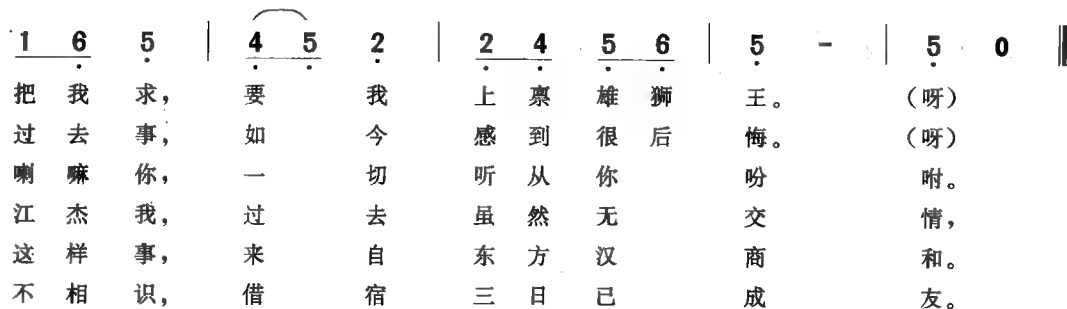 1 6 5 | 4 5 2 | 2 4 5 6 | 5 - | 5 0 ‖
把 我 求， 要 我 上 禀 雄 狮 王。 （呀）
过 去 事， 如 今 感 到 很 后 悔。 （呀）
喇 嘛 你， 一 切 听 从 你 吩 咐。
江 杰 我， 过 去 虽 然 无 交 情，
这 样 事， 来 自 东 方 汉 商 和。
不 相 识， 借 宿 三 日 已 成 友。